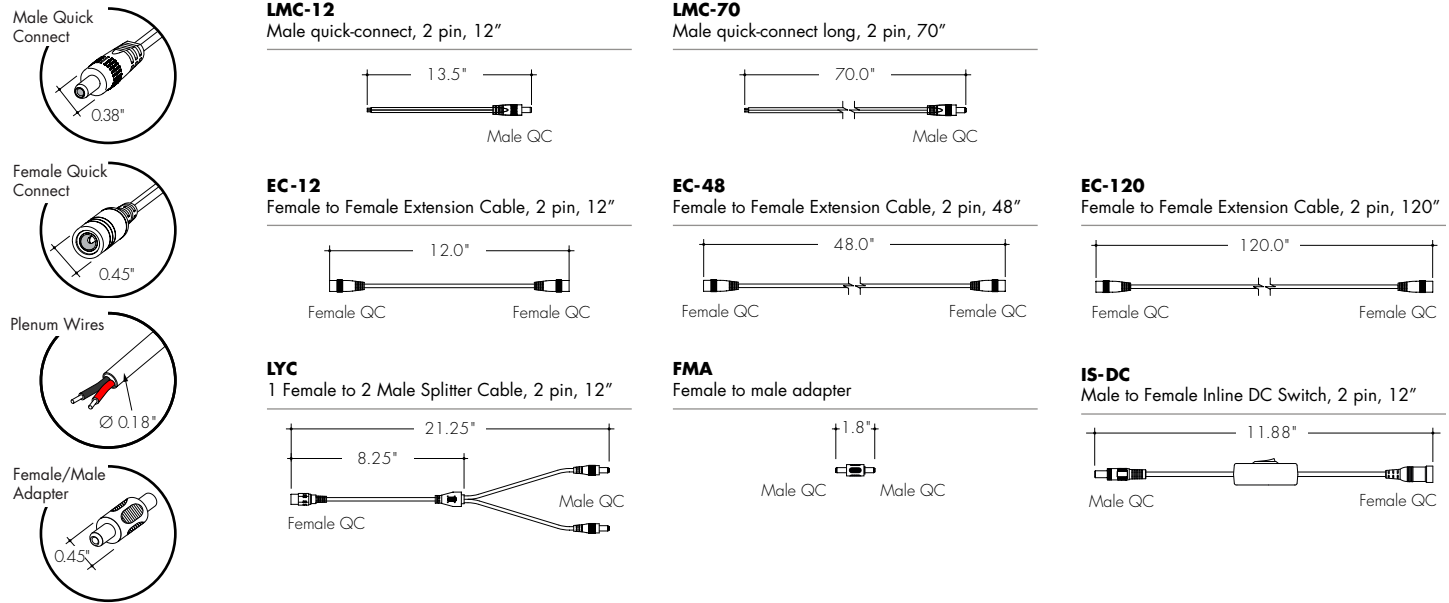 Male Quick
Connect
0.38"
Female Quick
Connect
0.45"
Plenum Wires
Ø 0.18"
Female/Male
Adapter
0.45"
LMC-12
Male quick-connect, 2 pin, 12”
13.5"
Male QC
LMC-70
Male quick-connect long, 2 pin, 70”
70.0"
Male QC
EC-12
Female to Female Extension Cable, 2 pin, 12”
12.0"
Female QC Female QC
EC-48
Female to Female Extension Cable, 2 pin, 48”
48.0"
Female QC Female QC
EC-120
Female to Female Extension Cable, 2 pin, 120”
120.0"
Female QC Female QC
LYC
1 Female to 2 Male Splitter Cable, 2 pin, 12”
21.25"
8.25"
Male QC
Female QC
FMA
Female to male adapter
1.8"
Male QC Male QC
IS-DC
Male to Female Inline DC Switch, 2 pin, 12”
11.88"
Male QC Female QC